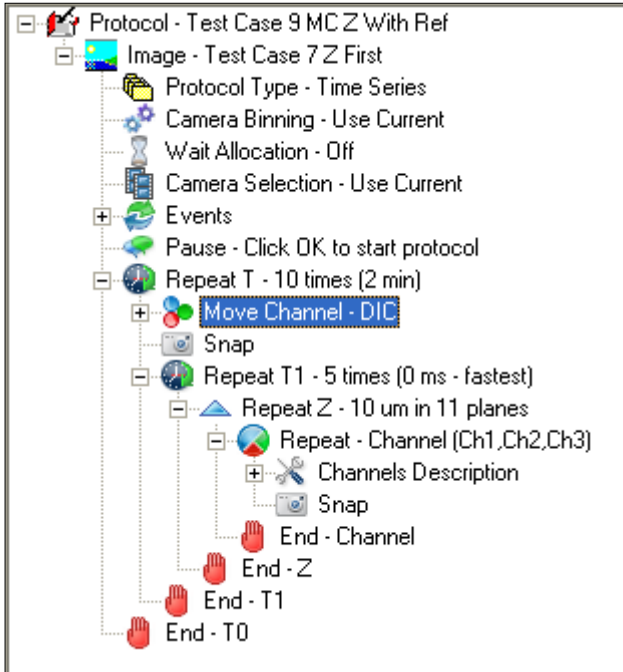 Protocol - Test Case 9 MC Z With Ref
Image - Test Case 7 Z First
Protocol Type - Time Series
Camera Binning - Use Current
Wait Allocation - Off
Camera Selection - Use Current
Events
Pause - Click OK to start protocol
Repeat T - 10 times (2 min)
Move Channel - DIC
Snap
Repeat T1 - 5 times (0 ms - fastest)
Repeat Z - 10 um in 11 planes
Repeat - Channel (Ch1,Ch2,Ch3)
Channels Description
Snap
End - Channel
End - Z
End - T1
End - T0